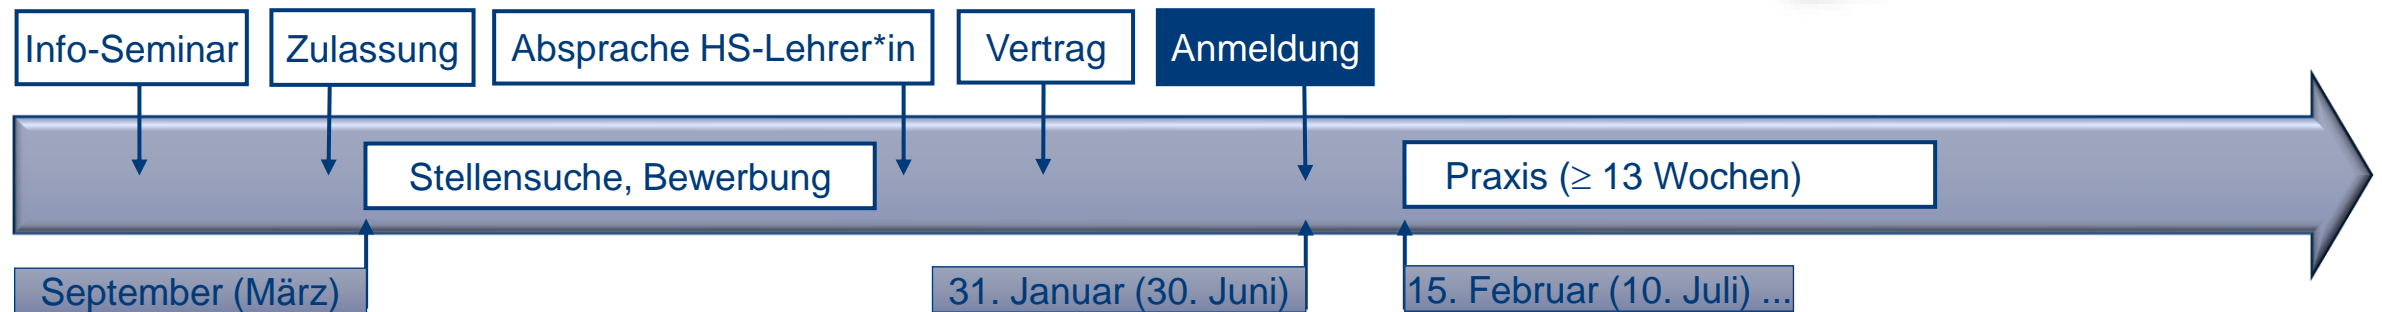 Info-Seminar
Zulassung
Absprache HS-Lehrer*in
Vertrag
Anmeldung
Stellensuche, Bewerbung
Praxis (≥ 13 Wochen)
September (März)
31. Januar (30. Juni)
15. Februar (10. Juli) ...